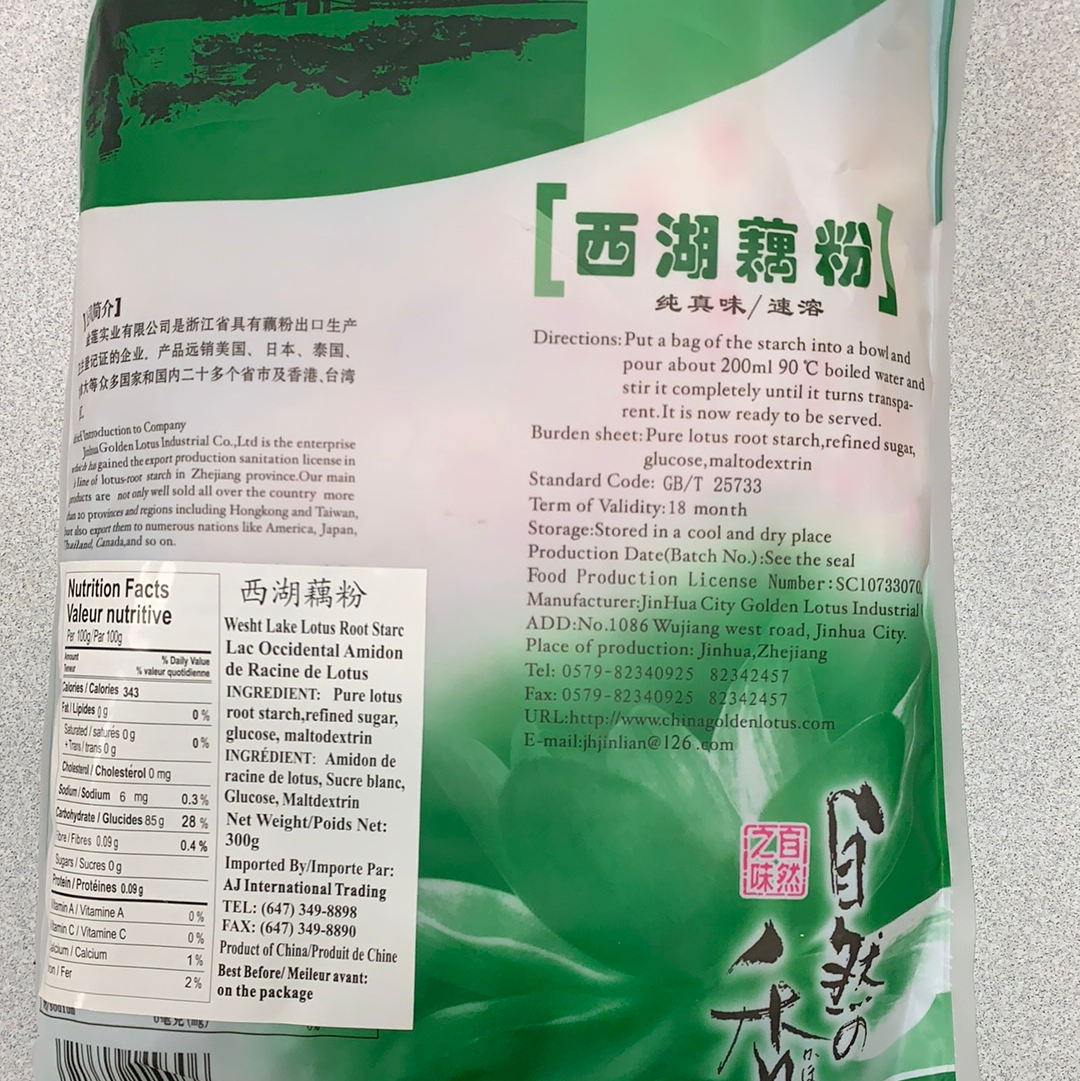 西湖藕粉
纯真味/速溶
Directions:Put a bag of the starch into a bowl and
pour about 200ml 90℃ boiled water and
stir it completely until it turns transpa-
rent.It is now ready to be served.
Burden sheet:Pure lotus root starch,refined sugar,
glucose,maltodextrin
Standard Code: GB/T 25733
Term of Validity:18 month
Storage:Stored in a cool and dry place
Production Date(Batch No.):See the seal
Food Production License Number:SC10733070
Manufacturer:JinHua City Golden Lotus Industrial
ADD:No.1086 Wujiang west road, Jinhua City.
Place of production: Jinhua,Zhejiang
Tel: 0579-82340925 82342457
Fax: 0579-82340925 82342457
URL:http://www.chinagoldenlotus.com
E-mail:jhjinlian@126.com
简介】
莲实业有限公司是浙江省具有藕粉出口生产
登记证的企业，产品远销美国、日本、泰国、
大等众多国家和国内二十多个省市及香港、台湾
Introduction to Company
Jinhua Golden Lotus Industrial Co.,Ltd is the enterprise
which has gained the export production sanitation license in
line of lotus-root starch in Zhejiang province.Our main
are not only well sold all over the country more
20 provinces and regions including Hongkong and Taiwan,
but also export them to numerous nations like America, Japan,
Thailand, Canada,and so on.
Nutrition Facts
Valeur nutritive
Per 100g/Par 100g
Amount % Daily Value
Teneur % valeur quotidienne
Calories / Calories 343
Fat / Lipides 0 g 0 %
Saturated / saturés 0 g
+ Trans / trans 0 g 0 %
Cholesterol / Cholestérol 0 mg
Sodium / Sodium 6 mg 0.3 %
Carbohydrate / Glucides 85 g 28 %
Fibre / Fibres 0.09 g 0.4 %
Sugars / Sucres 0 g
Protein / Protéines 0.09 g
Vitamin A / Vitamine A 0 %
Vitamin C / Vitamine C 0 %
Calcium / Calcium 1 %
Iron / Fer 2 %
西湖藕粉
Wesht Lake Lotus Root Starc
Lac Occidental Amidon
de Racine de Lotus
INGREDIENT: Pure lotus
root starch,refined sugar,
glucose, maltodextrin
INGRÉDIENT: Amidon de
racine de lotus, Sucre blanc,
Glucose, Maltdextrin
Net Weight/Poids Net:
300g
Imported By/Importe Par:
AJ International Trading
TEL: (647) 349-8898
FAX: (647) 349-8890
Product of China/Produit de Chine
Best Before/ Meileur avant:
on the package
0毫克(mg) 0%
自然之味
自然の
香